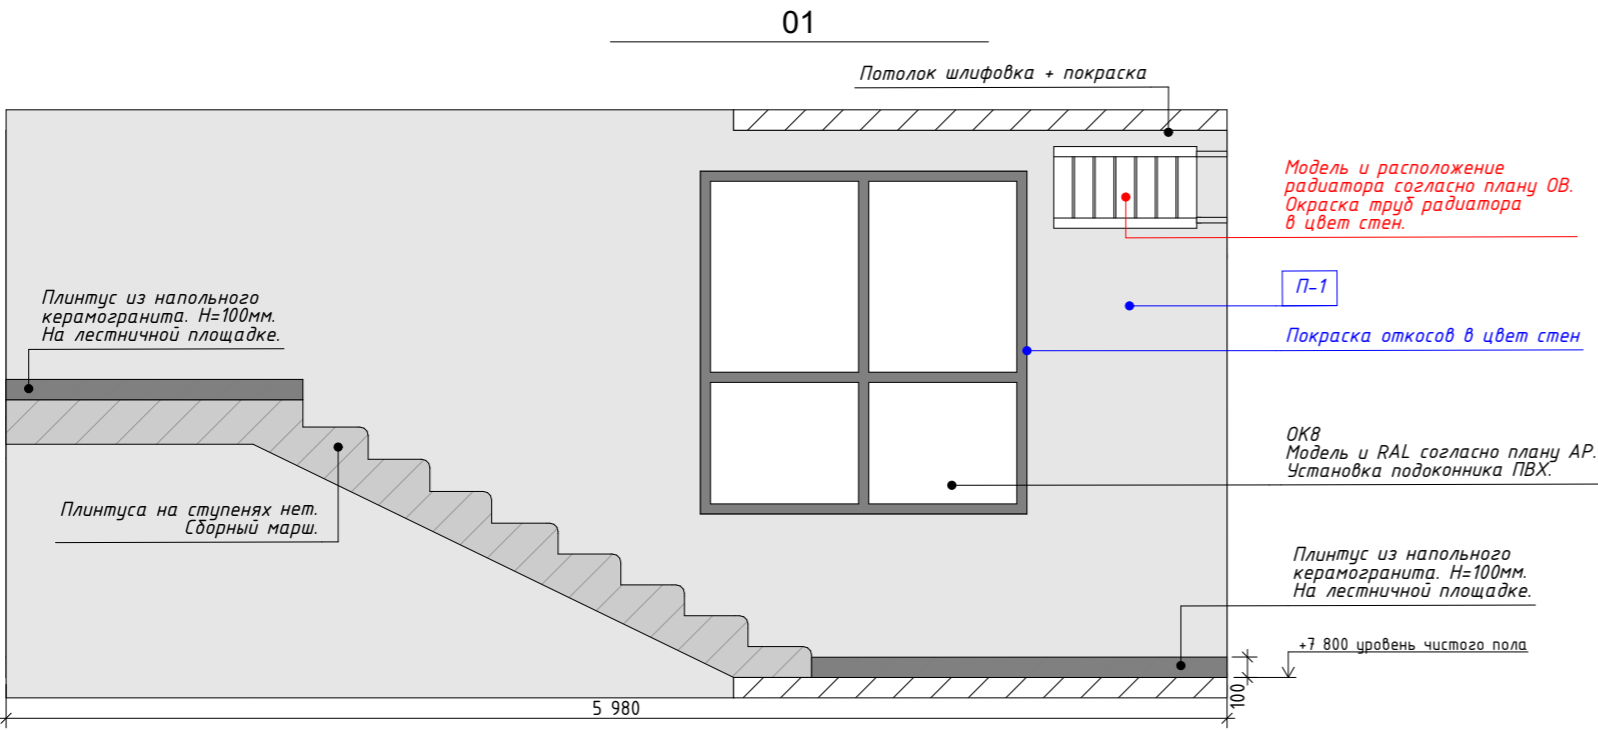 01
Потолок шлифовка + покраска
Модель и расположение
радиатора согласно плану ОВ.
Окраска труб радиатора
в цвет стен.
П-1
Плинтус из напольного
керамогранита. Н=100мм.
На лестничной площадке.
Покраска откосов в цвет стен
ОК8
Модель и RAL согласно плану АР.
Установка подоконника ПВХ.
Плинтуса на ступенях нет.
Сборный марш.
Плинтус из напольного
керамогранита. Н=100мм.
На лестничной площадке.
+7 800 уровень чистого пола
100
5 980